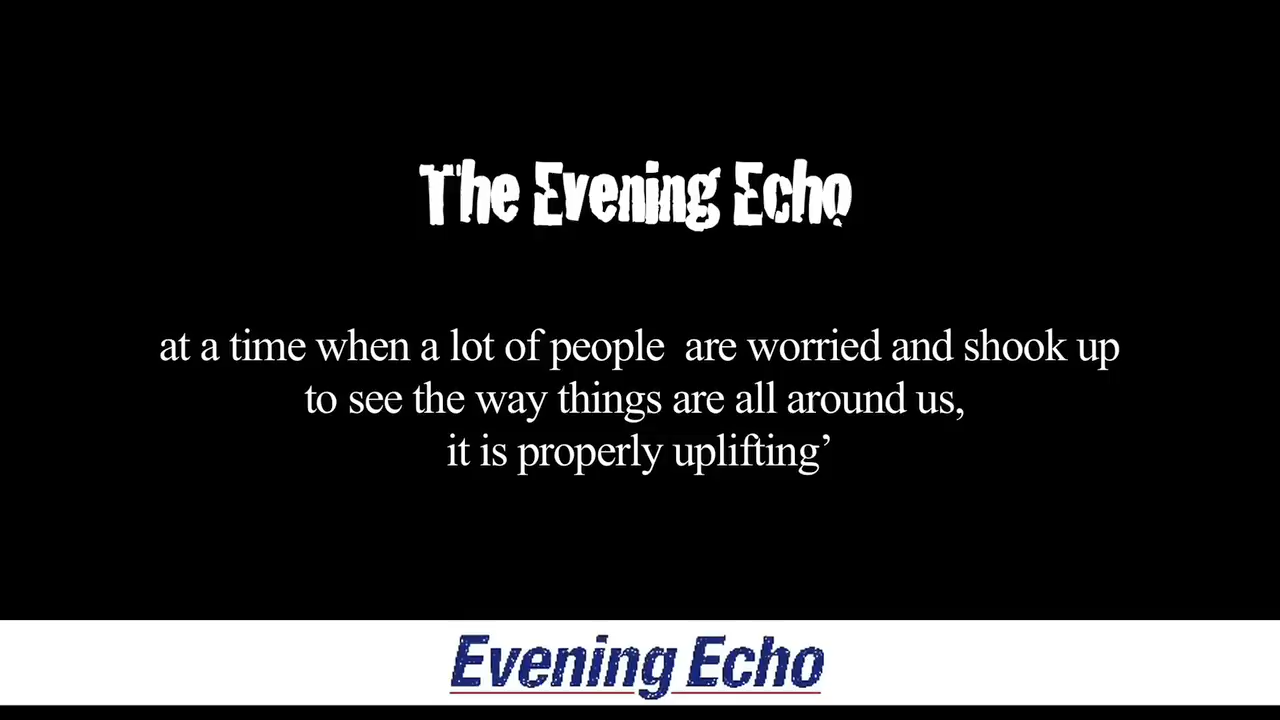 The Evening Echo
at a time when a lot of people  are worried and shook up
to see the way things are all around us,
it is properly uplifting’
Evening Echo